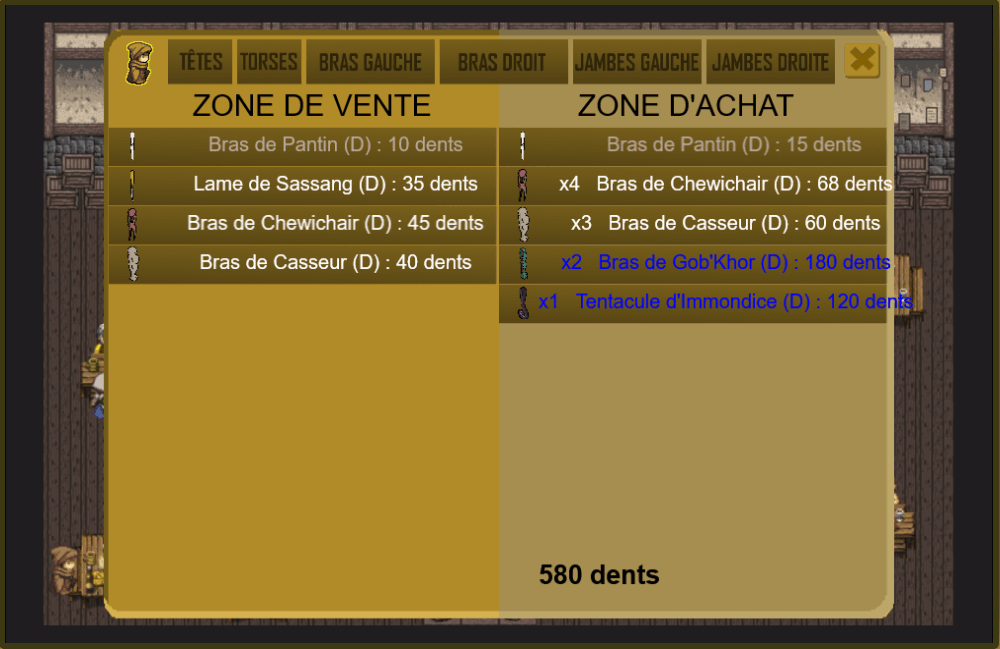 TÊTES TORSES BRAS GAUCHE BRAS DROIT JAMBES GAUCHE JAMBES DROITE
ZONE DE VENTE
Bras de Pantin (D) : 10 dents
Lame de Sassang (D) : 35 dents
Bras de Chewichair (D) : 45 dents
Bras de Casseur (D) : 40 dents
ZONE D'ACHAT
Bras de Pantin (D) : 15 dents
x4 Bras de Chewichair (D) : 68 dents
x3 Bras de Casseur (D) : 60 dents
x2 Bras de Gob'Khor (D) : 180 dents
x1 Tentacule d'Immondice (D) : 120 dents
580 dents